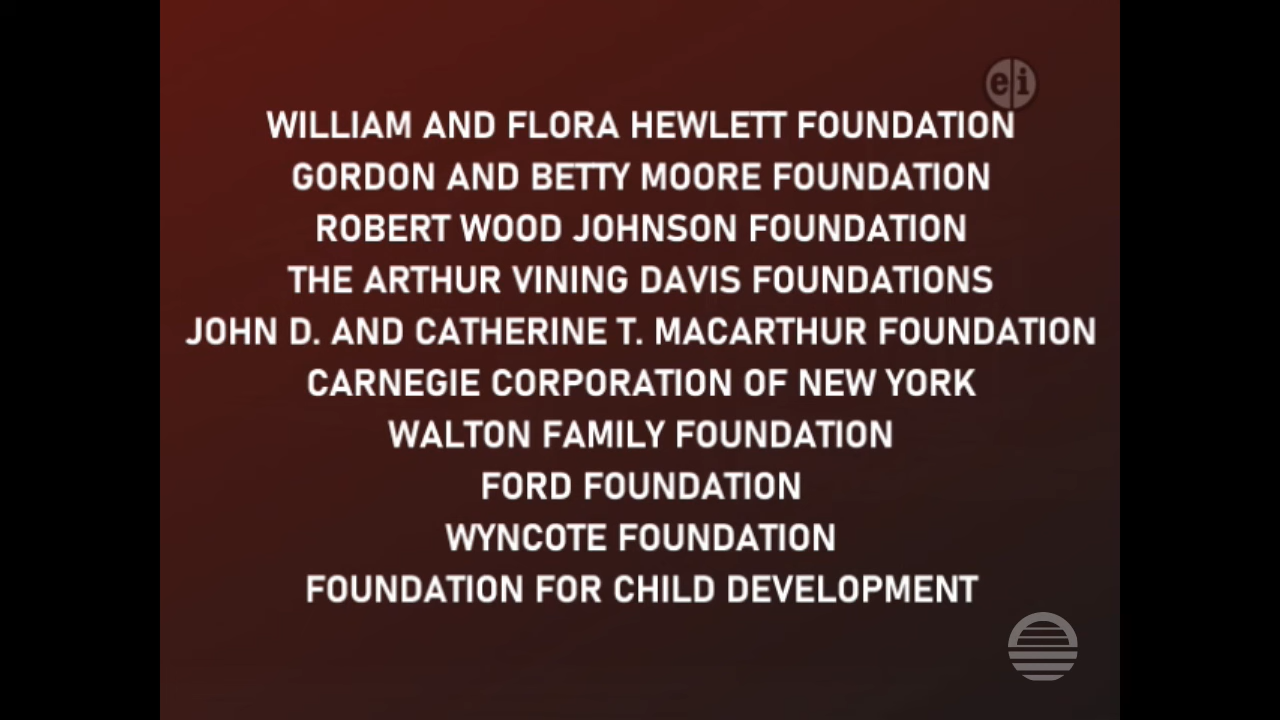 e/i
WILLIAM AND FLORA HEWLETT FOUNDATION
GORDON AND BETTY MOORE FOUNDATION
ROBERT WOOD JOHNSON FOUNDATION
THE ARTHUR VINING DAVIS FOUNDATIONS
JOHN D. AND CATHERINE T. MACARTHUR FOUNDATION
CARNEGIE CORPORATION OF NEW YORK
WALTON FAMILY FOUNDATION
FORD FOUNDATION
WYNCOTE FOUNDATION
FOUNDATION FOR CHILD DEVELOPMENT